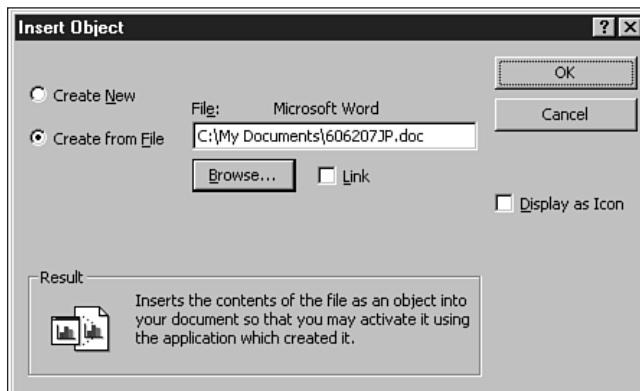 Insert Object
Create New
Create from File
File: Microsoft Word
C:\My Documents\606207JP.doc
Browse...
Link
OK
Cancel
Display as Icon
Result
Inserts the contents of the file as an object into
your document so that you may activate it using
the application which created it.